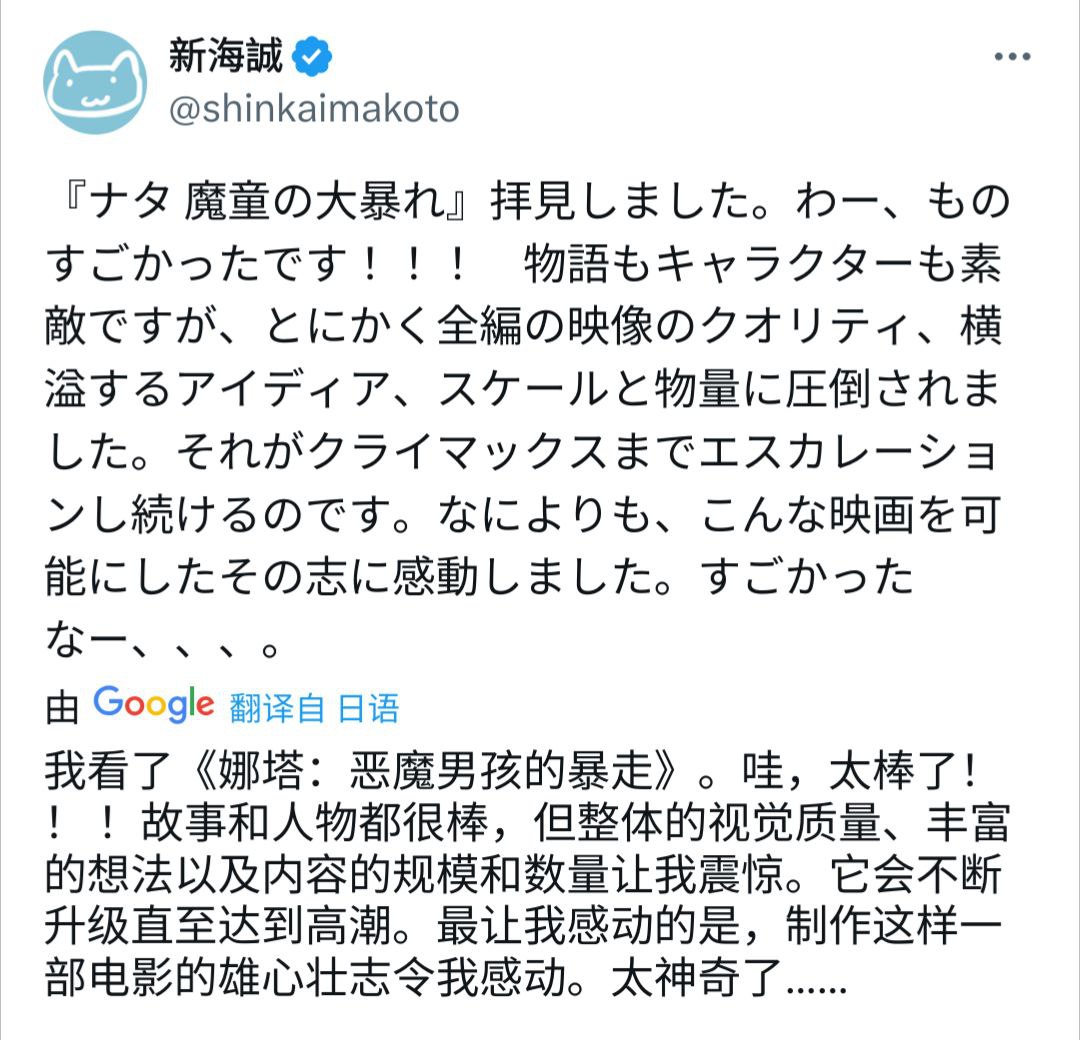 新海誠
@shinkaimakoto
『ナタ 魔童の大暴れ』拝見しました。わー、もの
すごかったです！！！　物語もキャラクターも素
敵ですが、とにかく全編の映像のクオリティ、横
溢するアイディア、スケールと物量に圧倒されま
した。それがクライマックスまでエスカレーショ
ンし続けるのです。なによりも、こんな映画を可
能にしたその志に感動しました。すごかった
なー、、、。
由 Google 翻译自 日语
我看了《娜塔：恶魔男孩的暴走》。哇，太棒了！
！ ！故事和人物都很棒，但整体的视觉质量、丰富
的想法以及内容的规模和数量让我震惊。它会不断
升级直至达到高潮。最让我感动的是，制作这样一
部电影的雄心壮志令我感动。太神奇了......